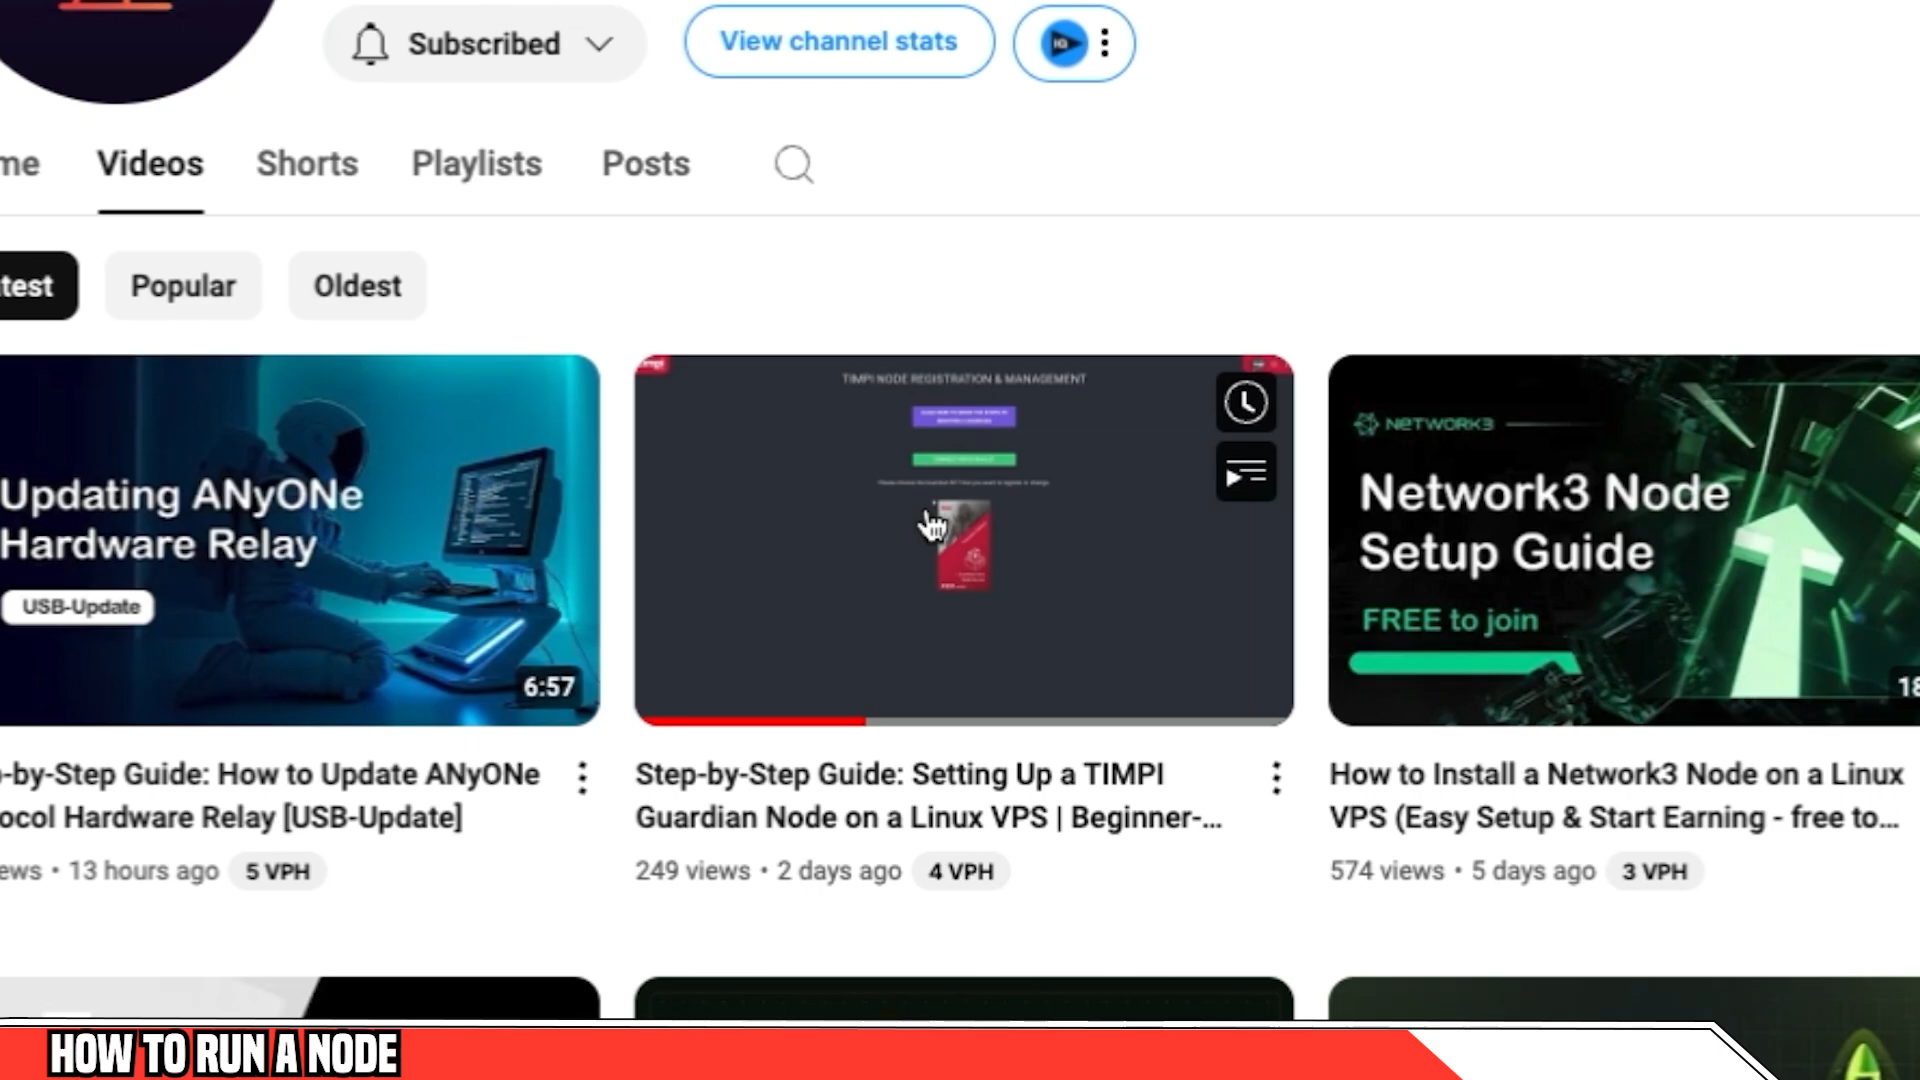 Subscribed
View channel stats
me
Videos
Shorts
Playlists
Posts
test
Popular
Oldest
Updating ANyONe
Hardware Relay
USB-Update
6:57
TIMPI NODE REGISTRATION & MANAGEMENT
NETWORK3
Network3 Node
Setup Guide
FREE to join
18
-by-Step Guide: How to Update ANyONe
ocol Hardware Relay [USB-Update]
ews • 13 hours ago
5 VPH
Step-by-Step Guide: Setting Up a TIMPI
Guardian Node on a Linux VPS | Beginner-...
249 views • 2 days ago
4 VPH
How to Install a Network3 Node on a Linux
VPS (Easy Setup & Start Earning - free to...
574 views • 5 days ago
3 VPH
HOW TO RUN A NODE